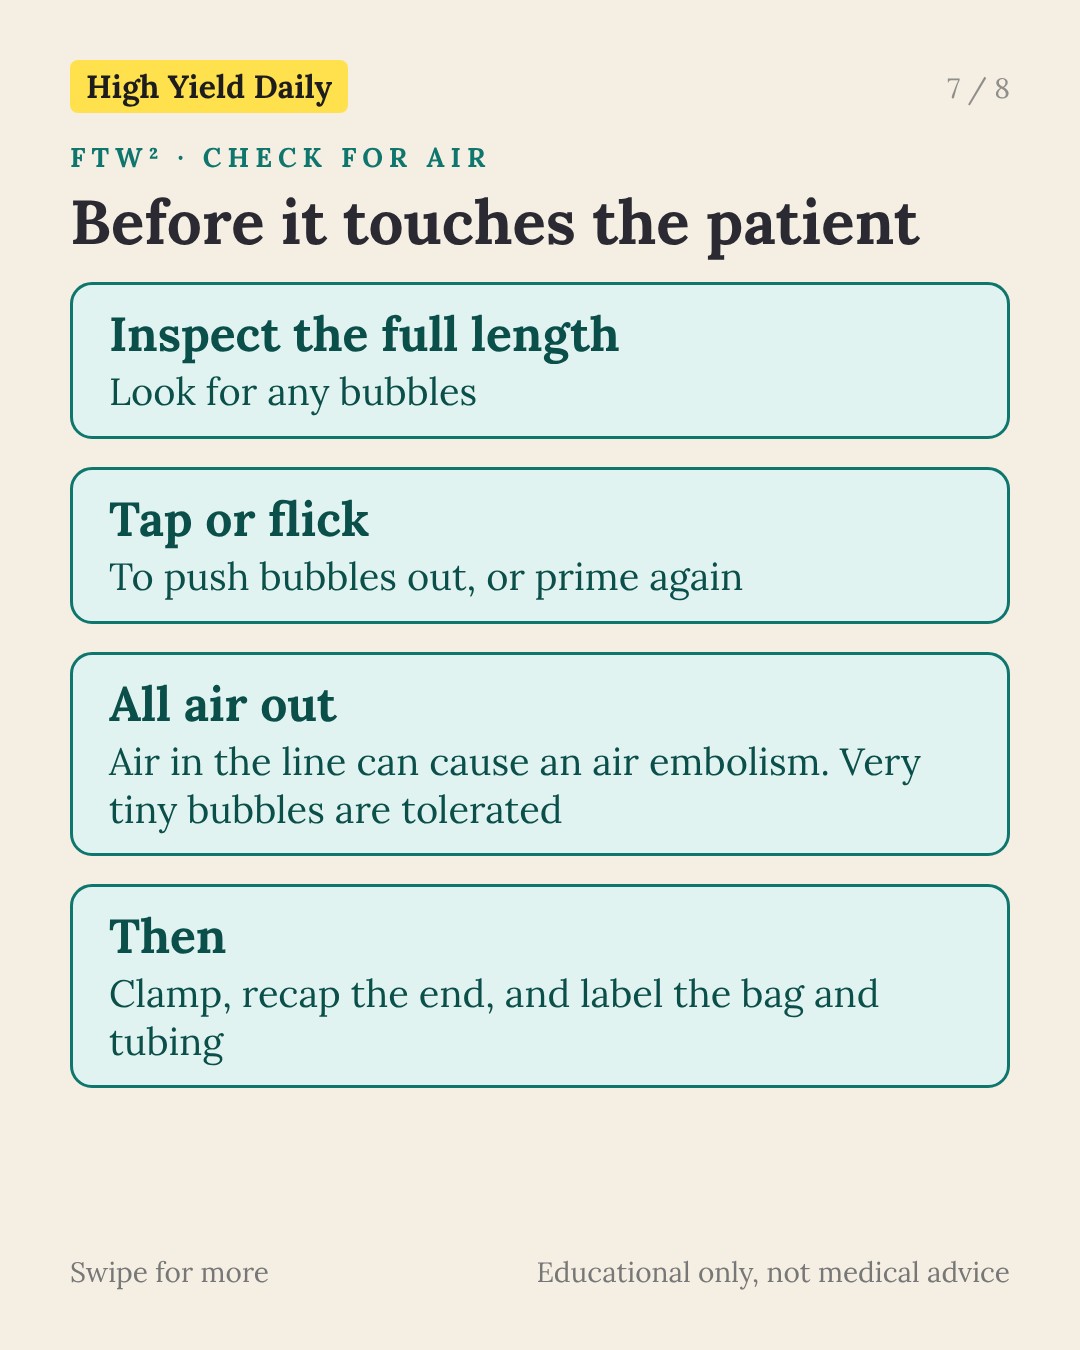 High Yield Daily
7 / 8
FTW² · CHECK FOR AIR
Before it touches the patient
Inspect the full length
Look for any bubbles
Tap or flick
To push bubbles out, or prime again
All air out
Air in the line can cause an air embolism. Very
tiny bubbles are tolerated
Then
Clamp, recap the end, and label the bag and
tubing
Swipe for more
Educational only, not medical advice